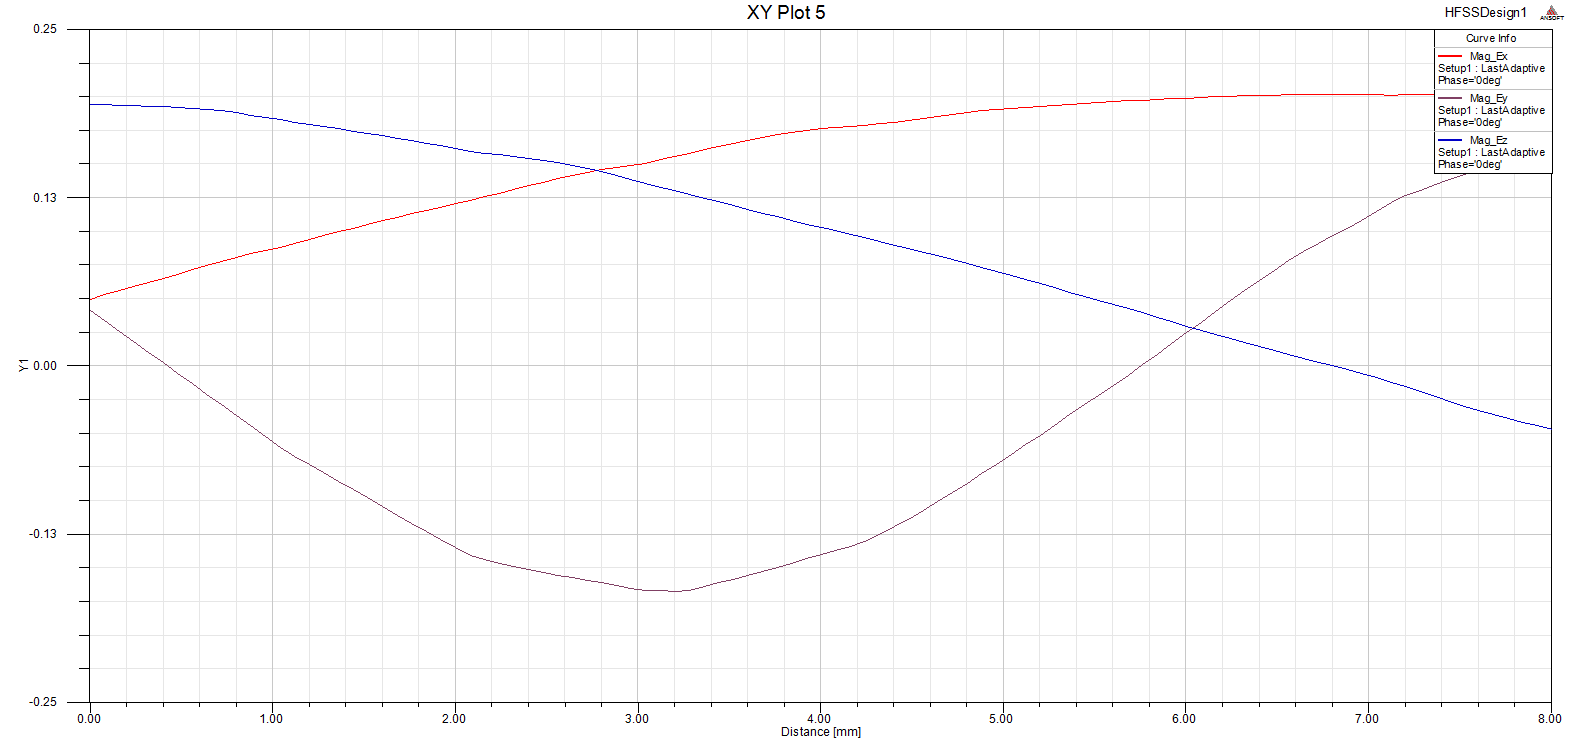 XY Plot 5
HFSSDesign1
ANSOFT
Curve Info
Mag_Ex
Setup1 : LastAdaptive
Phase='0deg'
Mag_Ey
Setup1 : LastAdaptive
Phase='0deg'
Mag_Ez
Setup1 : LastAdaptive
Phase='0deg'
0.25
0.13
0.00
-0.13
-0.25
Y1
0.00 1.00 2.00 3.00 4.00 5.00 6.00 7.00 8.00
Distance [mm]